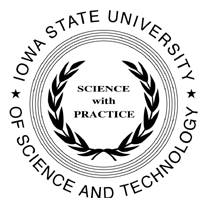 IOWA STATE UNIVERSITY
OF SCIENCE AND TECHNOLOGY
SCIENCE
with
PRACTICE